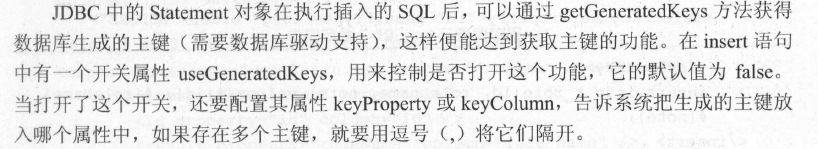 JDBC 中的 Statement 对象在执行插入的 SQL 后，可以通过 getGeneratedKeys 方法获得
数据库生成的主键（需要数据库驱动支持），这样便能达到获取主键的功能。在 insert 语句
中有一个开关属性 useGeneratedKeys，用来控制是否打开这个功能，它的默认值为 false。
当打开了这个开关，还要配置其属性 keyProperty 或 keyColumn，告诉系统把生成的主键放
入哪个属性中，如果存在多个主键，就要用逗号（,）将它们隔开。